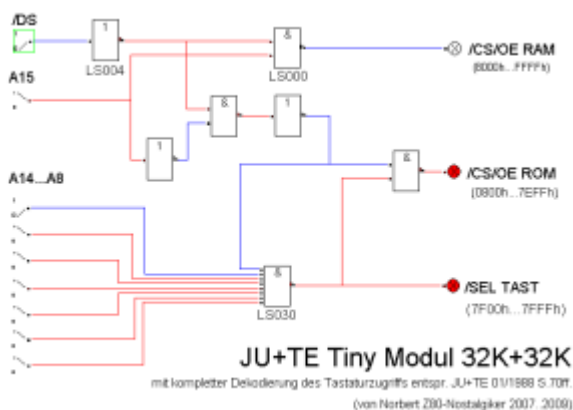 /DS
1
&
LS004
LS000
/CS/OE RAM
(8000h...FFFFh)
A15
&
1
1
A14...A8
&
/CS/OE ROM
(0800h...7EFFh)
&
LS030
/SEL TAST
(7F00h...7FFFh)
JU+TE Tiny Modul 32K+32K
mit kompletter Dekodierung des Tastaturzugriffs entspr. JU+TE 01/1988 S.70ff.
(von Norbert Z80-Nostalgiker 2007, 2009)